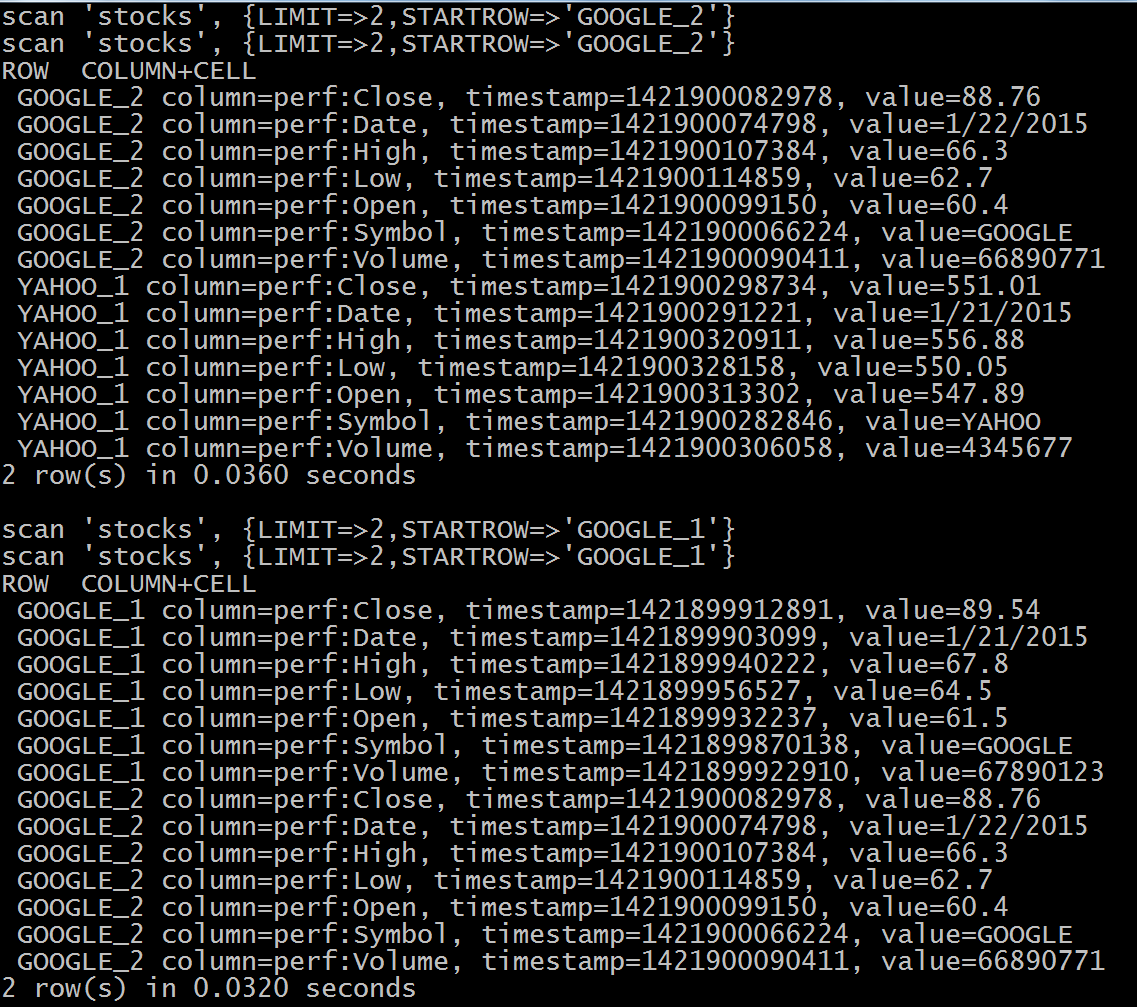 scan 'stocks', {LIMIT=>2,STARTROW=>'GOOGLE_2'}
scan 'stocks', {LIMIT=>2,STARTROW=>'GOOGLE_2'}
ROW  COLUMN+CELL
 GOOGLE_2 column=perf:Close, timestamp=1421900082978, value=88.76
 GOOGLE_2 column=perf:Date, timestamp=1421900074798, value=1/22/2015
 GOOGLE_2 column=perf:High, timestamp=1421900107384, value=66.3
 GOOGLE_2 column=perf:Low, timestamp=1421900114859, value=62.7
 GOOGLE_2 column=perf:Open, timestamp=1421900099150, value=60.4
 GOOGLE_2 column=perf:Symbol, timestamp=1421900066224, value=GOOGLE
 GOOGLE_2 column=perf:Volume, timestamp=1421900090411, value=66890771
 YAHOO_1 column=perf:Close, timestamp=1421900298734, value=551.01
 YAHOO_1 column=perf:Date, timestamp=1421900291221, value=1/21/2015
 YAHOO_1 column=perf:High, timestamp=1421900320911, value=556.88
 YAHOO_1 column=perf:Low, timestamp=1421900328158, value=550.05
 YAHOO_1 column=perf:Open, timestamp=1421900313302, value=547.89
 YAHOO_1 column=perf:Symbol, timestamp=1421900282846, value=YAHOO
 YAHOO_1 column=perf:Volume, timestamp=1421900306058, value=4345677
2 row(s) in 0.0360 seconds

scan 'stocks', {LIMIT=>2,STARTROW=>'GOOGLE_1'}
scan 'stocks', {LIMIT=>2,STARTROW=>'GOOGLE_1'}
ROW  COLUMN+CELL
 GOOGLE_1 column=perf:Close, timestamp=1421899912891, value=89.54
 GOOGLE_1 column=perf:Date, timestamp=1421899903099, value=1/21/2015
 GOOGLE_1 column=perf:High, timestamp=1421899940222, value=67.8
 GOOGLE_1 column=perf:Low, timestamp=1421899956527, value=64.5
 GOOGLE_1 column=perf:Open, timestamp=1421899932237, value=61.5
 GOOGLE_1 column=perf:Symbol, timestamp=1421899870138, value=GOOGLE
 GOOGLE_1 column=perf:Volume, timestamp=1421899922910, value=67890123
 GOOGLE_2 column=perf:Close, timestamp=1421900082978, value=88.76
 GOOGLE_2 column=perf:Date, timestamp=1421900074798, value=1/22/2015
 GOOGLE_2 column=perf:High, timestamp=1421900107384, value=66.3
 GOOGLE_2 column=perf:Low, timestamp=1421900114859, value=62.7
 GOOGLE_2 column=perf:Open, timestamp=1421900099150, value=60.4
 GOOGLE_2 column=perf:Symbol, timestamp=1421900066224, value=GOOGLE
 GOOGLE_2 column=perf:Volume, timestamp=1421900090411, value=66890771
2 row(s) in 0.0320 seconds